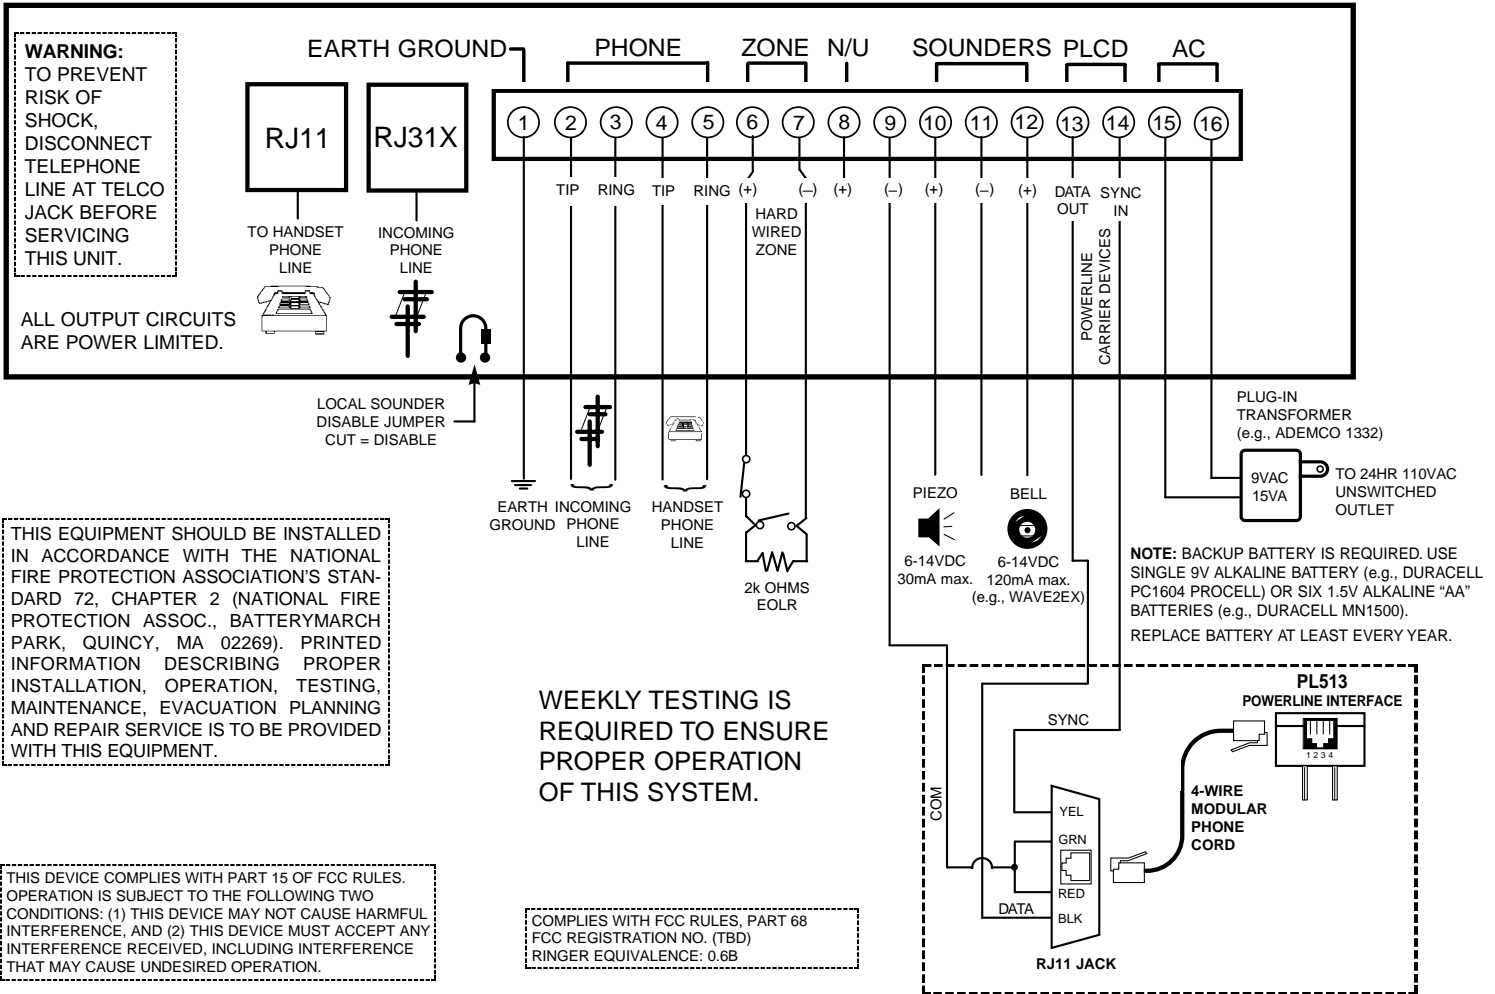 WARNING:
TO PREVENT
RISK OF
SHOCK,
DISCONNECT
TELEPHONE
LINE AT TELCO
JACK BEFORE
SERVICING
THIS UNIT.
EARTH GROUND
PHONE
ZONE
N/U
SOUNDERS
PLCD
AC
RJ11
RJ31X
1
2
3
4
5
6
7
8
9
10
11
12
13
14
15
16
TIP
RING
TIP
RING
(+)
(–)
(+)
(–)
(+)
(–)
(+)
DATA
OUT
SYNC
IN
HARD
WIRED
ZONE
POWERLINE
CARRIER DEVICES
TO HANDSET
PHONE
LINE
INCOMING
PHONE
LINE
ALL OUTPUT CIRCUITS
ARE POWER LIMITED.
LOCAL SOUNDER
DISABLE JUMPER
CUT = DISABLE
EARTH
GROUND
INCOMING
PHONE
LINE
HANDSET
PHONE
LINE
2k OHMS
EOLR
PIEZO
6-14VDC
30mA max.
BELL
6-14VDC
120mA max.
(e.g., WAVE2EX)
PLUG-IN
TRANSFORMER
(e.g., ADEMCO 1332)
9VAC
15VA
TO 24HR 110VAC
UNSWITCHED
OUTLET
NOTE: BACKUP BATTERY IS REQUIRED. USE
SINGLE 9V ALKALINE BATTERY (e.g., DURACELL
PC1604 PROCELL) OR SIX 1.5V ALKALINE “AA”
BATTERIES (e.g., DURACELL MN1500).
REPLACE BATTERY AT LEAST EVERY YEAR.
THIS EQUIPMENT SHOULD BE INSTALLED
IN ACCORDANCE WITH THE NATIONAL
FIRE PROTECTION ASSOCIATION'S STAN-
DARD 72, CHAPTER 2 (NATIONAL FIRE
PROTECTION ASSOC., BATTERYMARCH
PARK, QUINCY, MA 02269). PRINTED
INFORMATION DESCRIBING PROPER
INSTALLATION, OPERATION, TESTING,
MAINTENANCE, EVACUATION PLANNING
AND REPAIR SERVICE IS TO BE PROVIDED
WITH THIS EQUIPMENT.
WEEKLY TESTING IS
REQUIRED TO ENSURE
PROPER OPERATION
OF THIS SYSTEM.
PL513
POWERLINE INTERFACE
1 2 3 4
SYNC
COM
DATA
YEL
GRN
RED
BLK
RJ11 JACK
4-WIRE
MODULAR
PHONE
CORD
THIS DEVICE COMPLIES WITH PART 15 OF FCC RULES.
OPERATION IS SUBJECT TO THE FOLLOWING TWO
CONDITIONS: (1) THIS DEVICE MAY NOT CAUSE HARMFUL
INTERFERENCE, AND (2) THIS DEVICE MUST ACCEPT ANY
INTERFERENCE RECEIVED, INCLUDING INTERFERENCE
THAT MAY CAUSE UNDESIRED OPERATION.
COMPLIES WITH FCC RULES, PART 68
FCC REGISTRATION NO. (TBD)
RINGER EQUIVALENCE: 0.6B